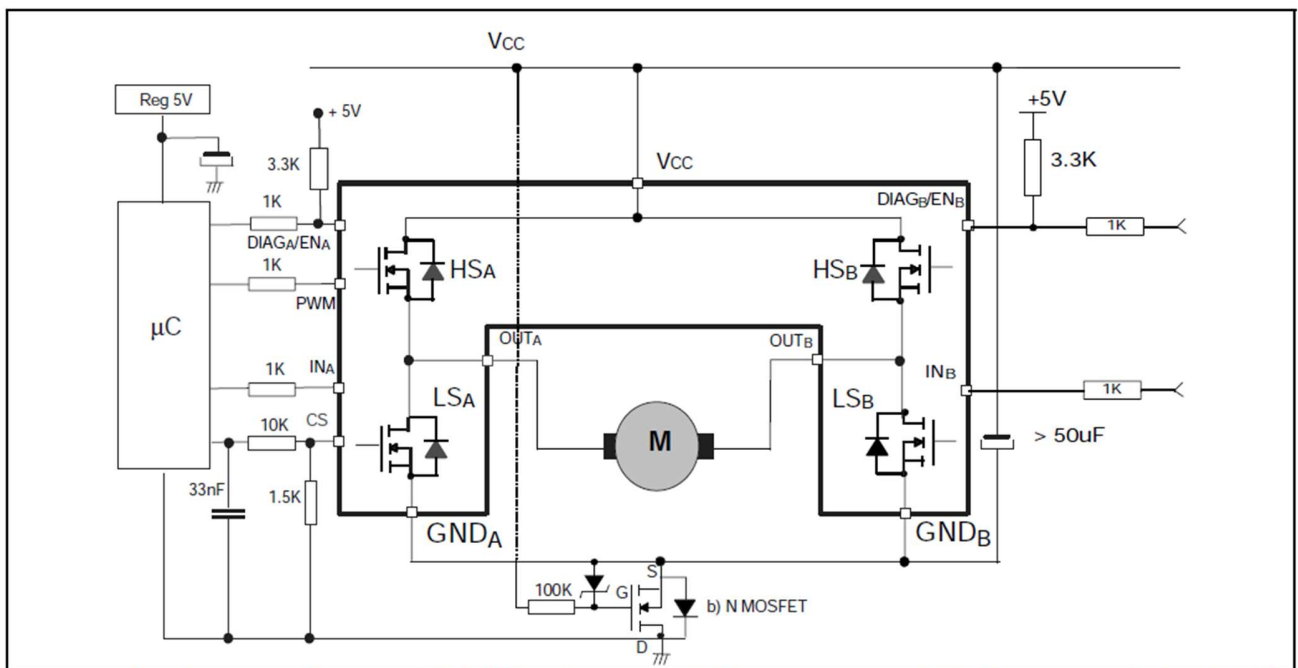 VCC
Reg 5V
+ 5V
+5V
3.3K
3.3K
VCC
1K
DIAGA/ENA
DIAGB/ENB
1K
1K
PWM
HSA
HSB
µC
OUTA
OUTB
1K
INA
INB
1K
LSA
LSB
10K
CS
M
> 50uF
33nF
1.5K
GNDA
GNDB
100K
G
S
D
b) N MOSFET